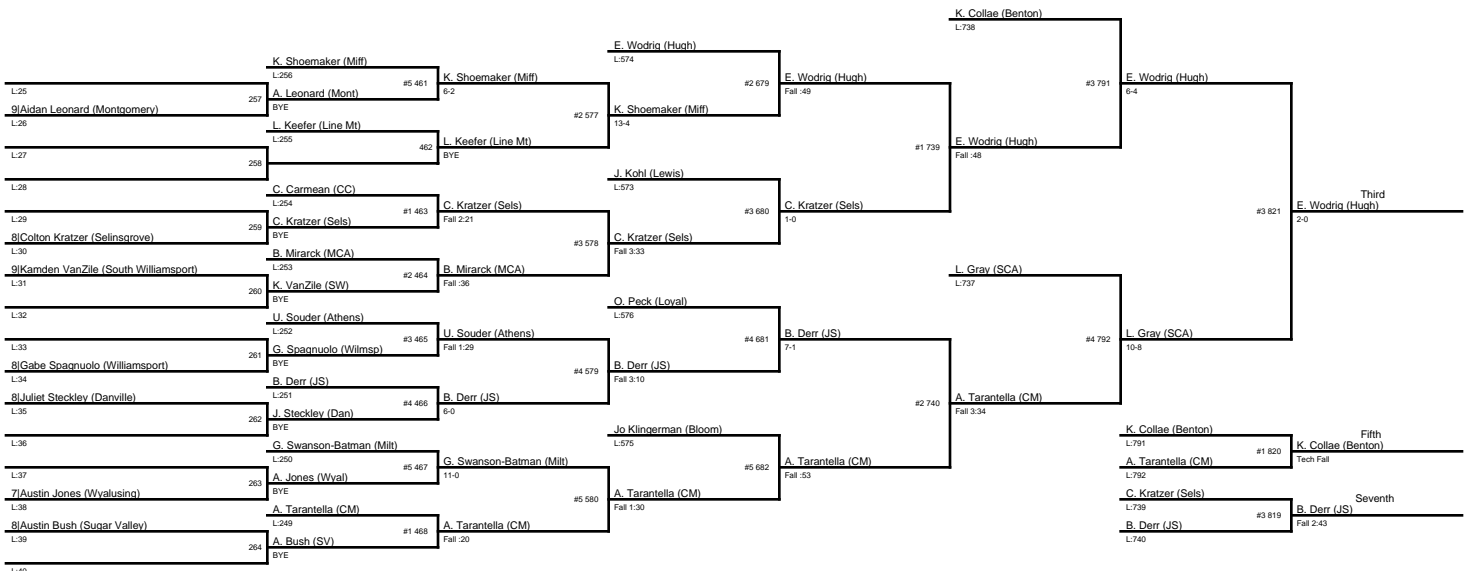 K. Collae (Benton)
L:738
E. Wodrig (Hugh)
L:574
K. Shoemaker (Miff)
L:256
#5 461
K. Shoemaker (Miff)
6-2
#2 679
E. Wodrig (Hugh)
Fall :49
#3 791
E. Wodrig (Hugh)
6-4
L:25
257
A. Leonard (Mont)
BYE
9|Aidan Leonard (Montgomery)
L:26
#2 577
K. Shoemaker (Miff)
13-4
L. Keefer (Line Mt)
L:255
462
L. Keefer (Line Mt)
BYE
#1 739
E. Wodrig (Hugh)
Fall :48
L:27
258
L:28
J. Kohl (Lewis)
L:573
C. Carmean (CC)
L:254
#1 463
C. Kratzer (Sels)
Fall 2:21
#3 680
C. Kratzer (Sels)
1-0
#3 821
Third
E. Wodrig (Hugh)
2-0
L:29
259
C. Kratzer (Sels)
BYE
8|Colton Kratzer (Selinsgrove)
L:30
#3 578
C. Kratzer (Sels)
Fall 3:33
B. Mirarck (MCA)
L:253
#2 464
B. Mirarck (MCA)
Fall :36
L. Gray (SCA)
L:737
9|Kamden VanZile (South Williamsport)
L:31
260
K. VanZile (SW)
BYE
L:32
O. Peck (Loyal)
L:576
U. Souder (Athens)
L:252
#3 465
U. Souder (Athens)
Fall 1:29
#4 681
B. Derr (JS)
7-1
#4 792
L. Gray (SCA)
10-8
L:33
261
G. Spagnuolo (Wilmsp)
BYE
8|Gabe Spagnuolo (Williamsport)
L:34
#4 579
B. Derr (JS)
Fall 3:10
B. Derr (JS)
L:251
#4 466
B. Derr (JS)
6-0
#2 740
A. Tarantella (CM)
Fall 3:34
8|Juliet Steckley (Danville)
L:35
262
J. Steckley (Dan)
BYE
L:36
Jo Klingerman (Bloom)
L:575
K. Collae (Benton)
L:791
#1 820
Fifth
K. Collae (Benton)
Tech Fall
G. Swanson-Batman (Milt)
L:250
#5 467
G. Swanson-Batman (Milt)
11-0
#5 682
A. Tarantella (CM)
Fall :53
A. Tarantella (CM)
L:792
L:37
263
A. Jones (Wyal)
BYE
7|Austin Jones (Wyalusing)
L:38
#5 580
A. Tarantella (CM)
Fall 1:30
C. Kratzer (Sels)
L:739
#3 819
Seventh
B. Derr (JS)
Fall 2:43
A. Tarantella (CM)
L:249
#1 468
A. Tarantella (CM)
Fall :20
B. Derr (JS)
L:740
8|Austin Bush (Sugar Valley)
L:39
264
A. Bush (SV)
BYE